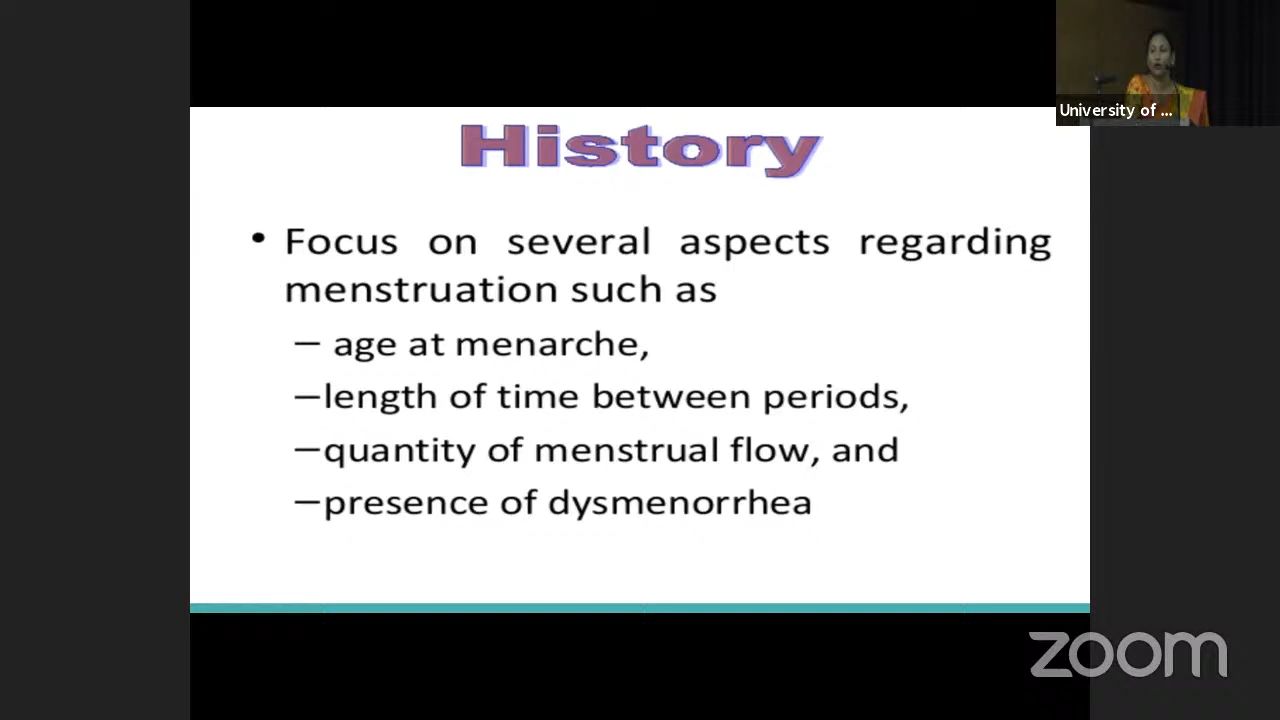 University of ...
History
• Focus on several aspects regarding
menstruation such as
– age at menarche,
–length of time between periods,
–quantity of menstrual flow, and
–presence of dysmenorrhea
zoom